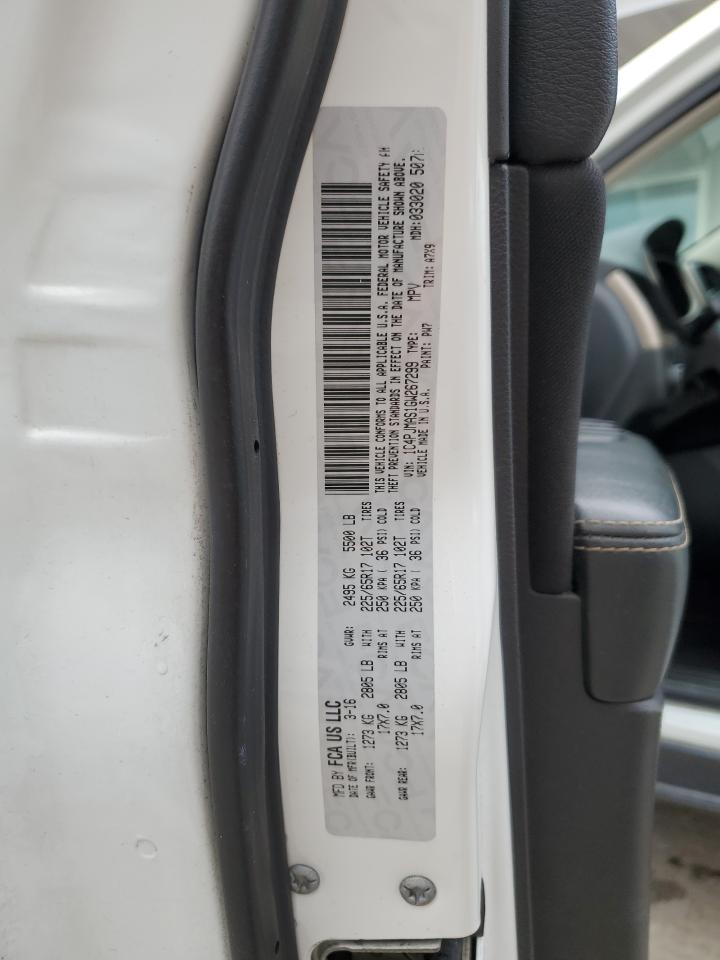 MFD BY FCA US LLC
DATE OF MFR(BUILT): 3-16 GVWR: 2495 KG 5500 LB
GAWR FRONT: 1273 KG 2805 LB WITH 225/65R17 102T TIRES
17X7.0 RIMS AT 250 KPA ( 36 PSI) COLD
GAWR REAR: 1273 KG 2805 LB WITH 225/65R17 102T TIRES
17X7.0 RIMS AT 250 KPA ( 36 PSI) COLD
THIS VEHICLE CONFORMS TO ALL APPLICABLE U.S.A. FEDERAL MOTOR VEHICLE SAFETY
THEFT PREVENTION STANDARDS IN EFFECT ON THE DATE OF MANUFACTURE SHOWN ABOVE.
VIN: 1C4PJMAS1GW267299 TYPE: MPV MDH:033020 507
VEHICLE MADE IN U.S.A. PAINT: PW7 TRIM: A7X9